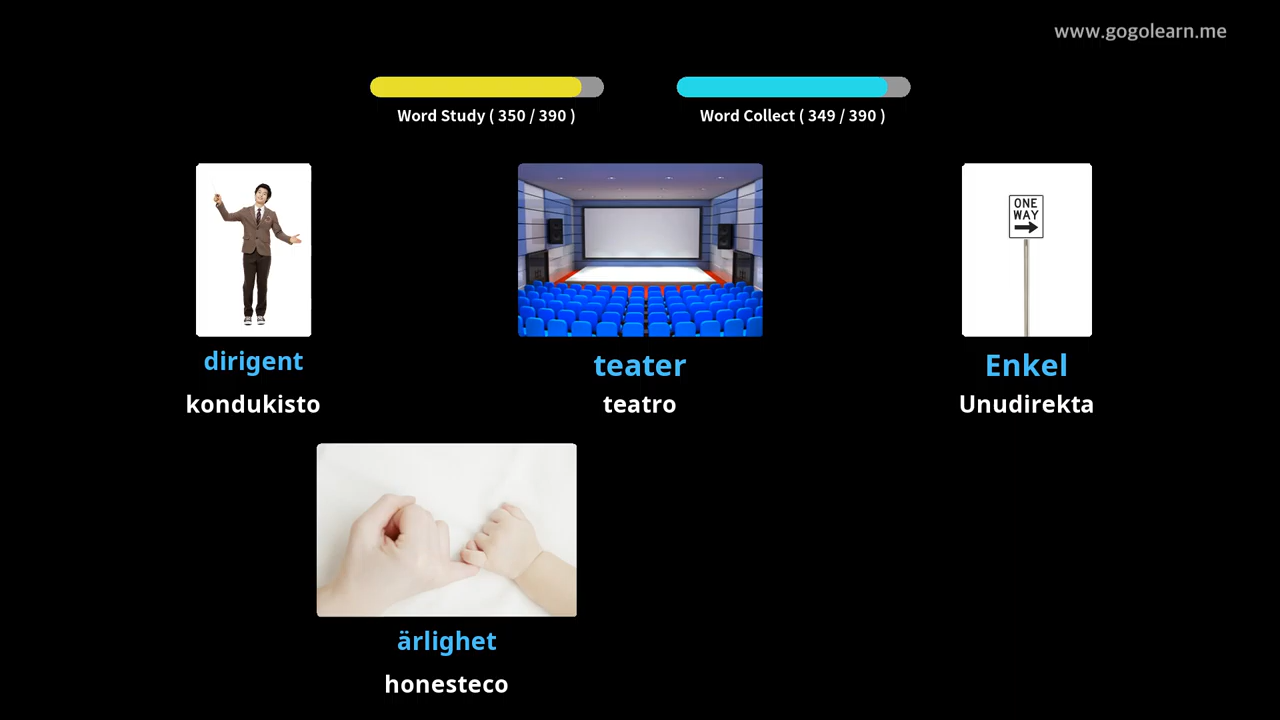 www.gogolearn.me
Word Study ( 350 / 390 )
Word Collect ( 349 / 390 )
ONE
WAY
dirigent
teater
Enkel
kondukisto
teatro
Unudirekta
ärlighet
honesteco